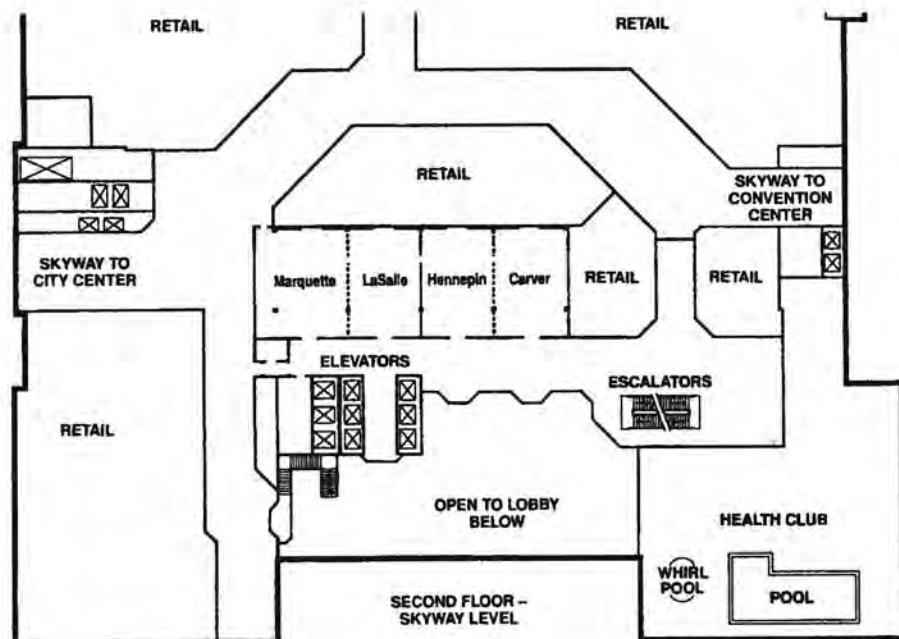 RETAIL
RETAIL
RETAIL
SKYWAY TO
CONVENTION
CENTER
SKYWAY TO
CITY CENTER
Marquette
LaSalle
Hennepin
Carver
RETAIL
RETAIL
ELEVATORS
ESCALATORS
RETAIL
OPEN TO LOBBY
BELOW
HEALTH CLUB
WHIRL
POOL
POOL
SECOND FLOOR –
SKYWAY LEVEL